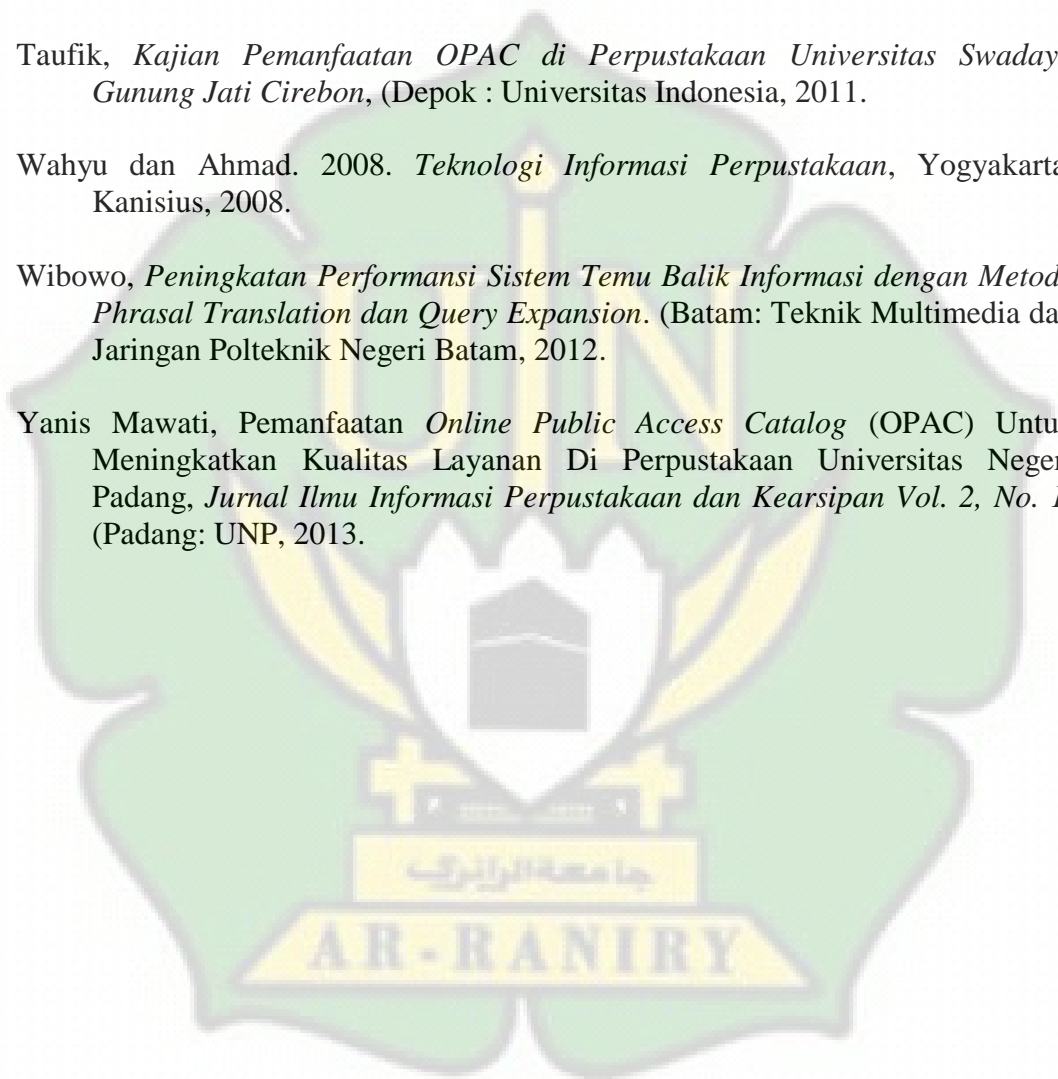 Taufik, Kajian Pemanfaatan OPAC di Perpustakaan Universitas Swaday
Gunung Jati Cirebon, (Depok : Universitas Indonesia, 2011.
Wahyu dan Ahmad. 2008. Teknologi Informasi Perpustakaan, Yogyakarta
Kanisius, 2008.
Wibowo, Peningkatan Performansi Sistem Temu Balik Informasi dengan Metod
Phrasal Translation dan Query Expansion. (Batam: Teknik Multimedia da
Jaringan Polteknik Negeri Batam, 2012.
Yanis Mawati, Pemanfaatan Online Public Access Catalog (OPAC) Untu
Meningkatkan Kualitas Layanan Di Perpustakaan Universitas Neger
Padang, Jurnal Ilmu Informasi Perpustakaan dan Kearsipan Vol. 2, No. 1
(Padang: UNP, 2013.
UIN
جامعة الرانري
AR-RANIRY